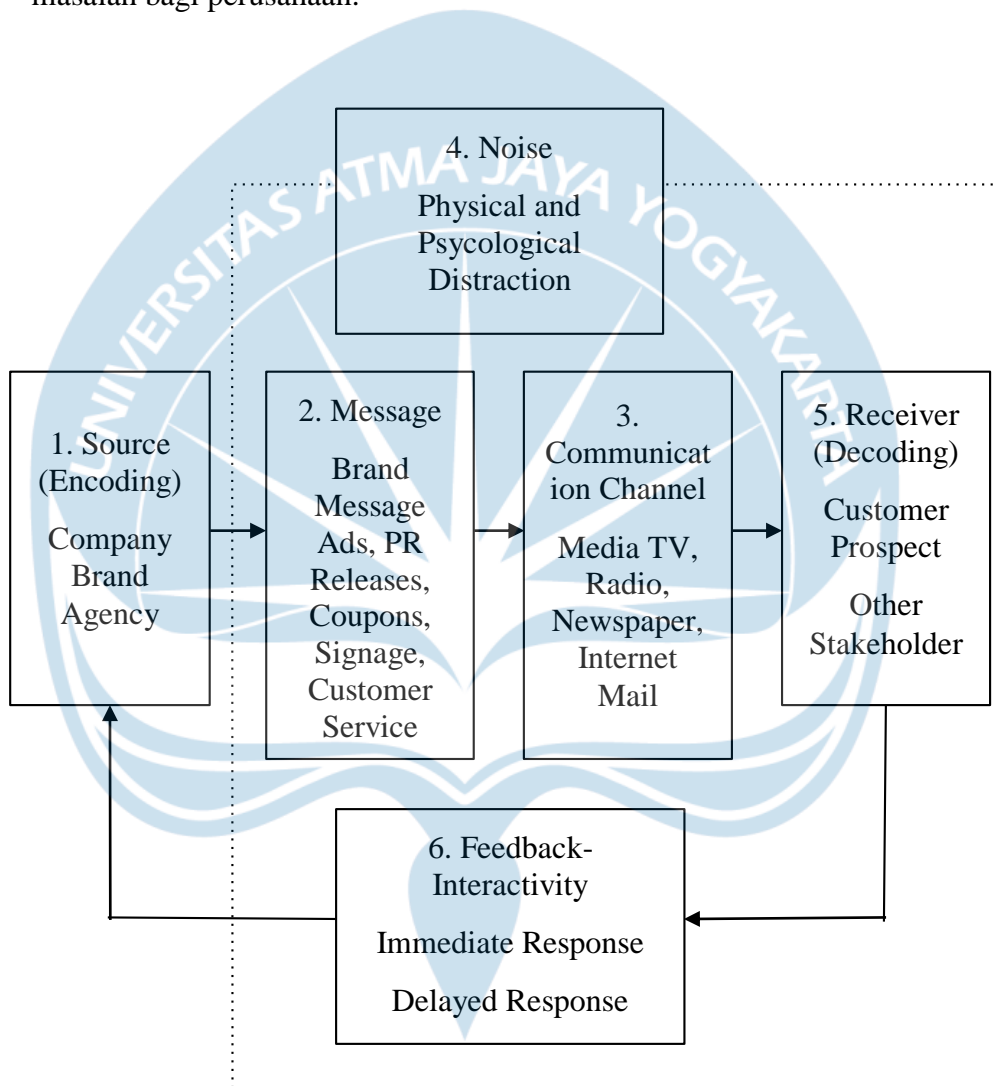 masalah bagi perusahaan.
4. Noise
Physical and
Psycological
Distraction
UNIVERSITAS ATMA JAYA YOGYAKARTA
1. Source
(Encoding)
Company
Brand
Agency
2. Message
Brand
Message
Ads, PR
Releases,
Coupons,
Signage,
Customer
Service
3.
Communicat
ion Channel
Media TV,
Radio,
Newspaper,
Internet
Mail
5. Receiver
(Decoding)
Customer
Prospect
Other
Stakeholder
6. Feedback-
Interactivity
Immediate Response
Delayed Response